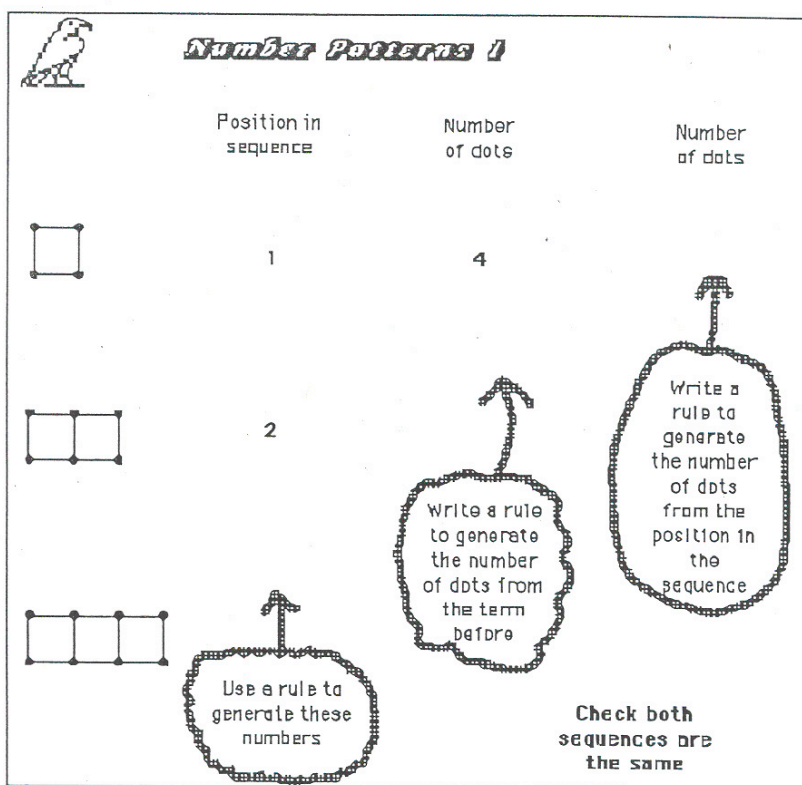 Number Patterns 1
Position in
sequence
Number
of dots
Number
of dots
1
4
2
Write a
rule to
generate
the number
of dots
from the
position in
the
sequence
Write a rule
to generate
the number
of dots from
the term
before
Use a rule to
generate these
numbers
Check both
sequences are
the same